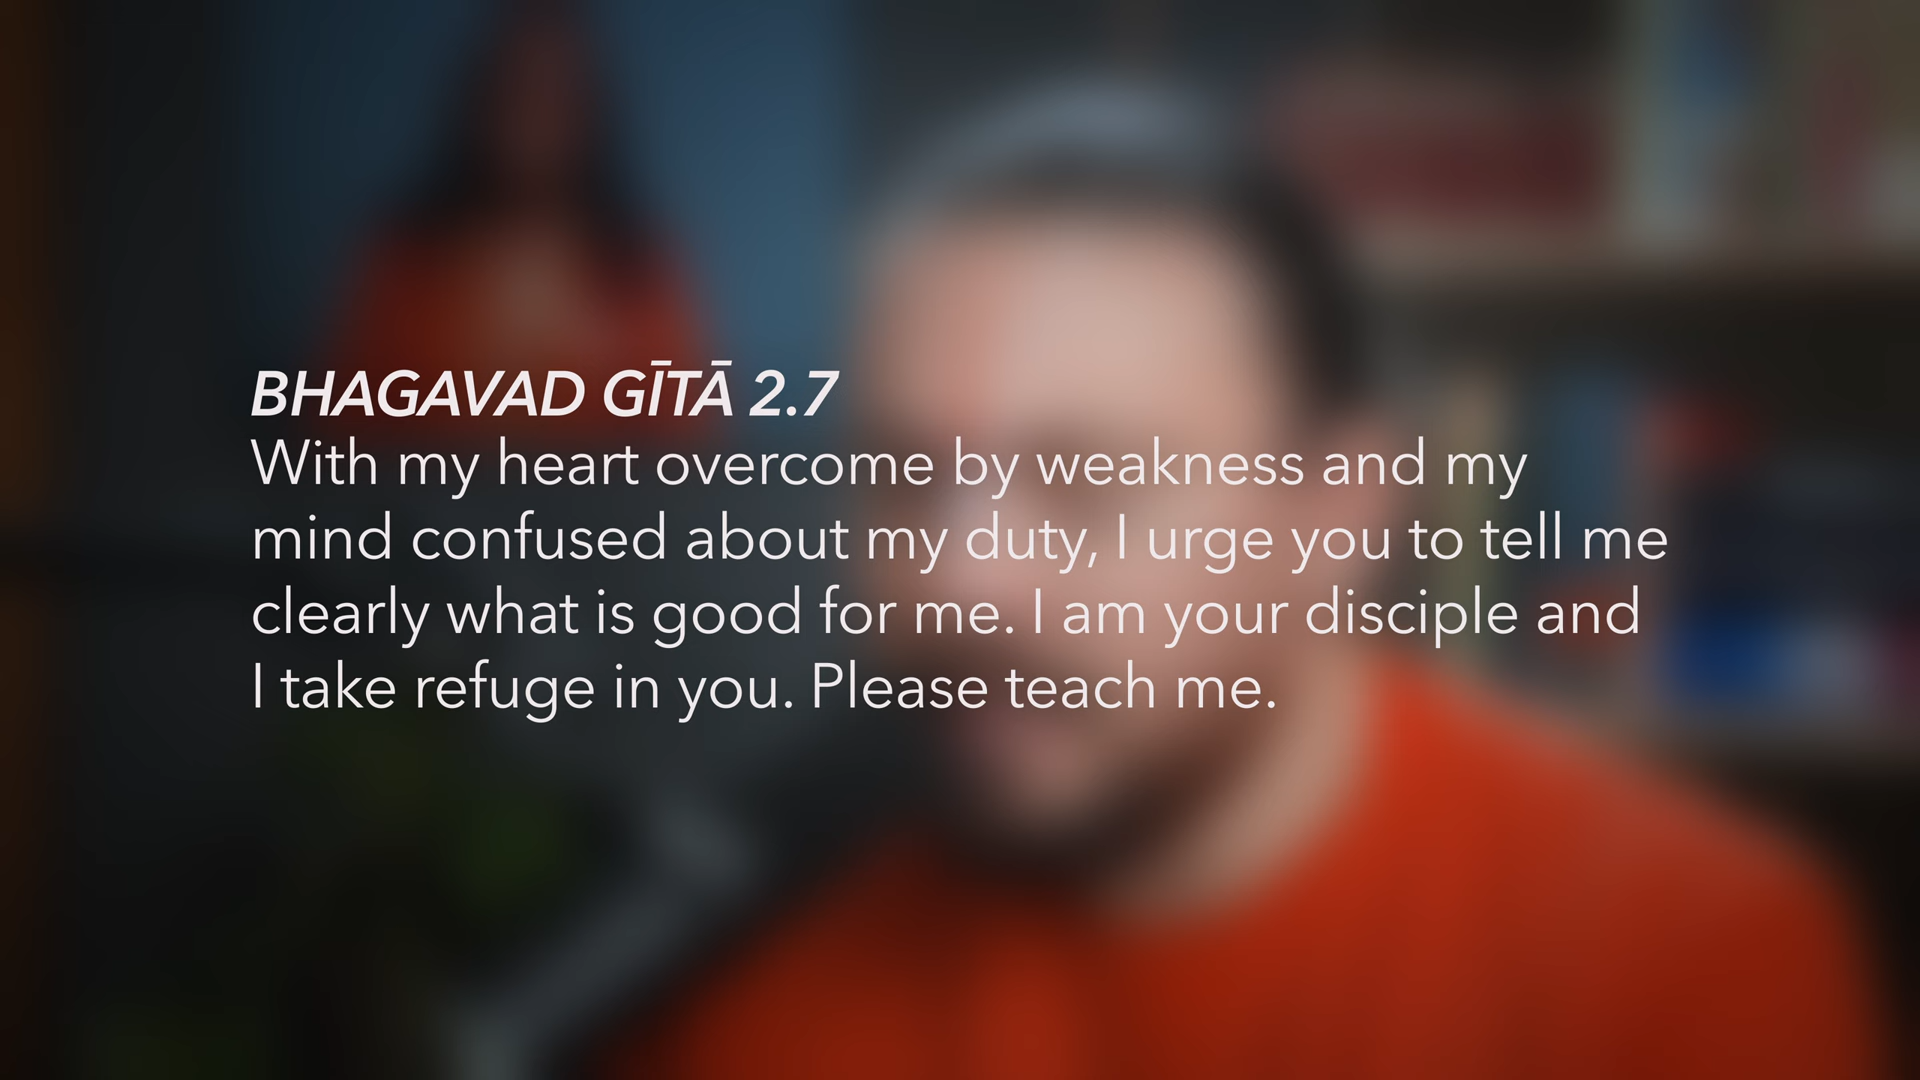 BHAGAVAD GĪTĀ 2.7
With my heart overcome by weakness and my
mind confused about my duty, I urge you to tell me
clearly what is good for me. I am your disciple and
I take refuge in you. Please teach me.